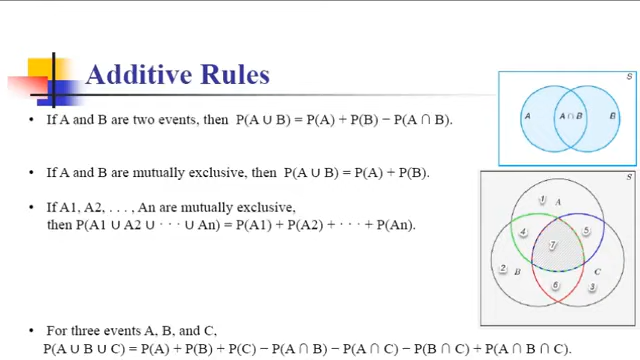 Additive Rules
• If A and B are two events, then P(A ∪ B) = P(A) + P(B) − P(A ∩ B).
• If A and B are mutually exclusive, then P(A ∪ B) = P(A) + P(B).
• If A1, A2, . . . , An are mutually exclusive,
then P(A1 ∪ A2 ∪ · · · ∪ An) = P(A1) + P(A2) + · · · + P(An).
• For three events A, B, and C,
P(A ∪ B ∪ C) = P(A) + P(B) + P(C) − P(A ∩ B) − P(A ∩ C) − P(B ∩ C) + P(A ∩ B ∩ C).
S
A A ∩ B B
S
1 A
4 5
7
2 B C
6 3